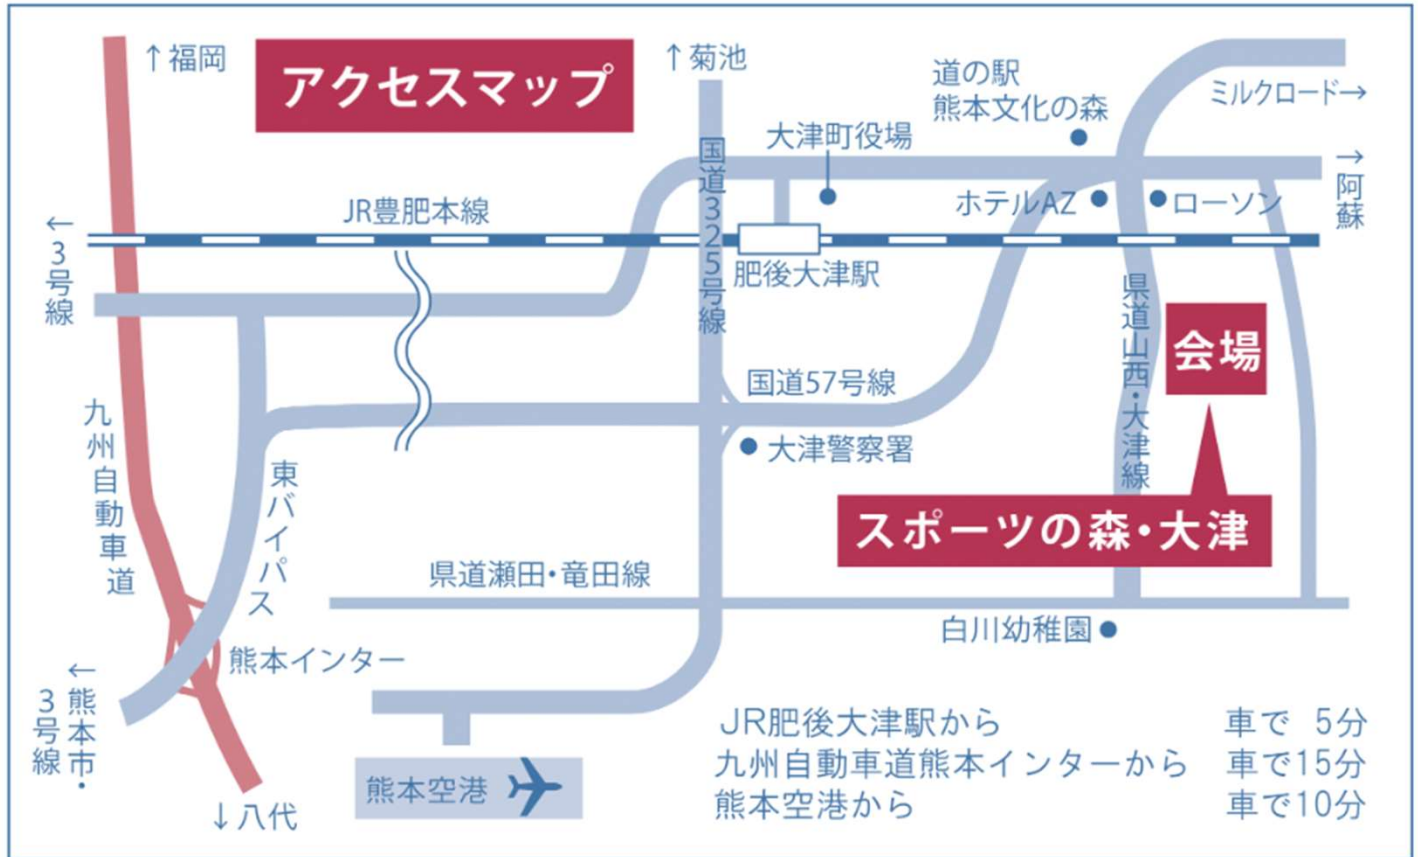 アクセスマップ
↑福岡
↑菊池
道の駅
熊本文化の森
ミルクロード→
大津町役場
国道325号線
→阿蘇
JR豊肥本線
ホテルAZ
ローソン
←3号線
肥後大津駅
県道山西・大津線
会場
国道57号線
九州自動車道
大津警察署
東バイパス
スポーツの森・大津
県道瀬田・竜田線
白川幼稚園
熊本インター
←熊本市・
3号線
熊本空港
↓八代
JR肥後大津駅から 車で 5分
九州自動車道熊本インターから 車で15分
熊本空港から 車で10分